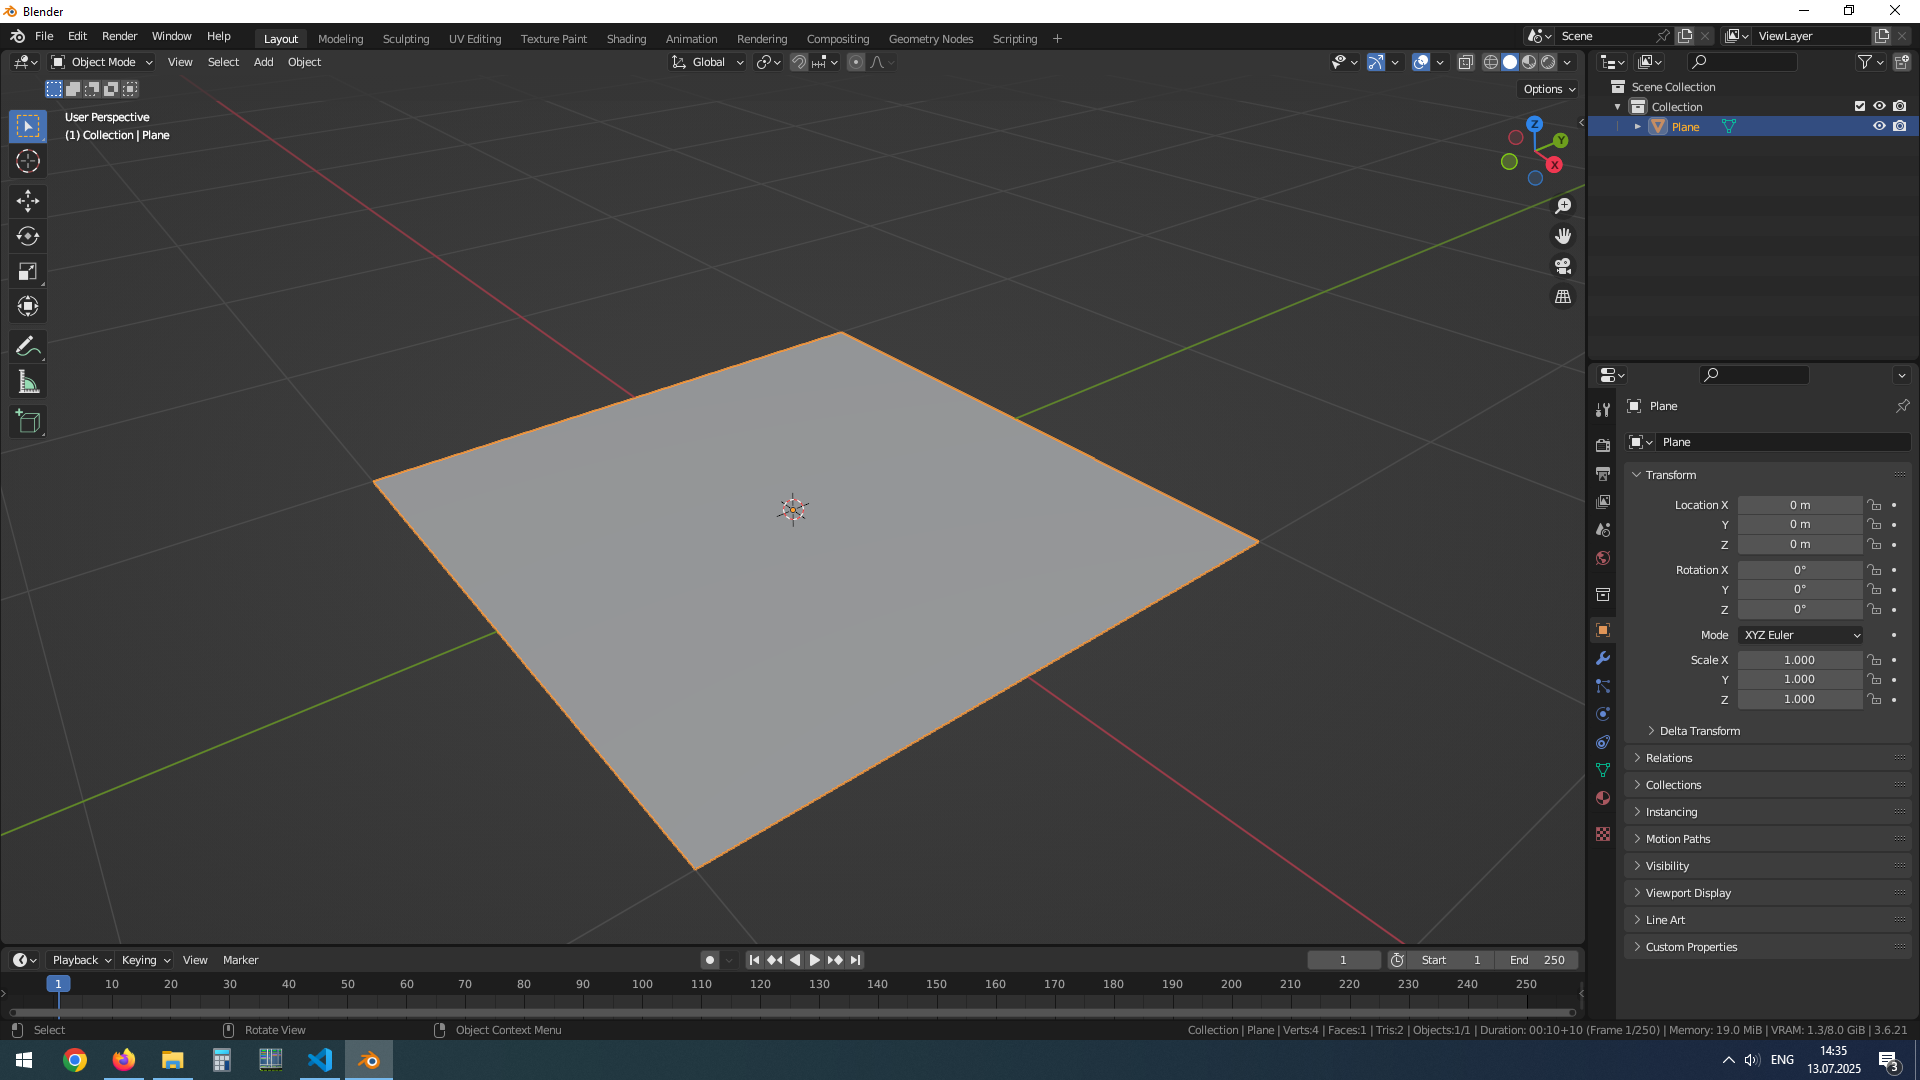 Blender
File Edit Render Window Help
Layout Modeling Sculpting UV Editing Texture Paint Shading Animation Rendering Compositing Geometry Nodes Scripting +
Scene
ViewLayer
Object Mode View Select Add Object
Global
Options
User Perspective
(1) Collection | Plane
Z
Y
X
Scene Collection
Collection
Plane
Plane
Plane
Transform
Location X 0 m
Y 0 m
Z 0 m
Rotation X 0°
Y 0°
Z 0°
Mode XYZ Euler
Scale X 1.000
Y 1.000
Z 1.000
Delta Transform
Relations
Collections
Instancing
Motion Paths
Visibility
Viewport Display
Line Art
Custom Properties
Playback Keying View Marker
1 Start 1 End 250
1 10 20 30 40 50 60 70 80 90 100 110 120 130 140 150 160 170 180 190 200 210 220 230 240 250
Select Rotate View Object Context Menu
Collection | Plane | Verts:4 | Faces:1 | Tris:2 | Objects:1/1 | Duration: 00:10+10 (Frame 1/250) | Memory: 19.0 MiB | VRAM: 1.3/8.0 GiB | 3.6.21
ENG
14:35
13.07.2025
3